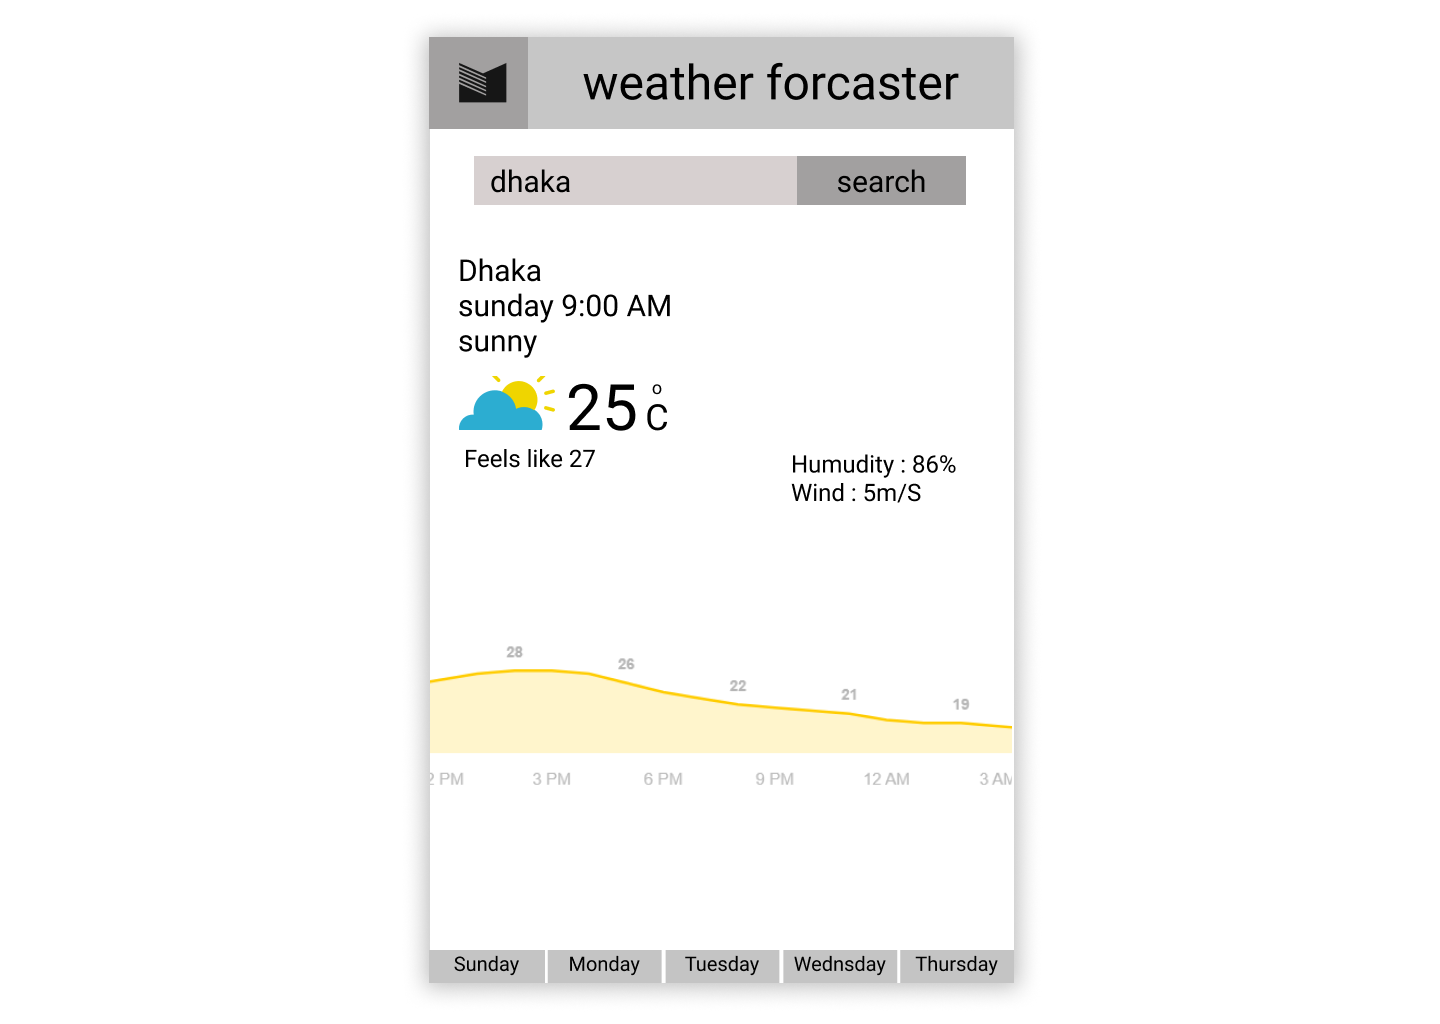 weather forcaster
dhaka search
Dhaka
sunday 9:00 AM
sunny
25 °C
Feels like 27
Humudity : 86%
Wind : 5m/S
28 26 22 21 19
2 PM 3 PM 6 PM 9 PM 12 AM 3 AM
Sunday Monday Tuesday Wednsday Thursday